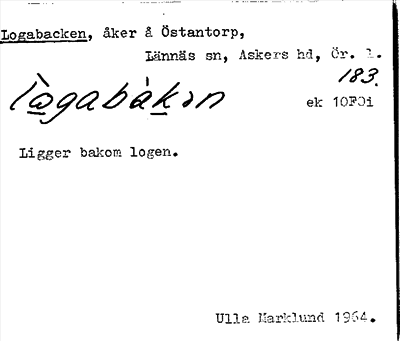 Logabacken, åker å Östantorp,
Lännäs sn, Askers hd, Ör. l.
183.
lògabàkən
ek 10F0i
Ligger bakom logen.
Ulla Marklund 1964.